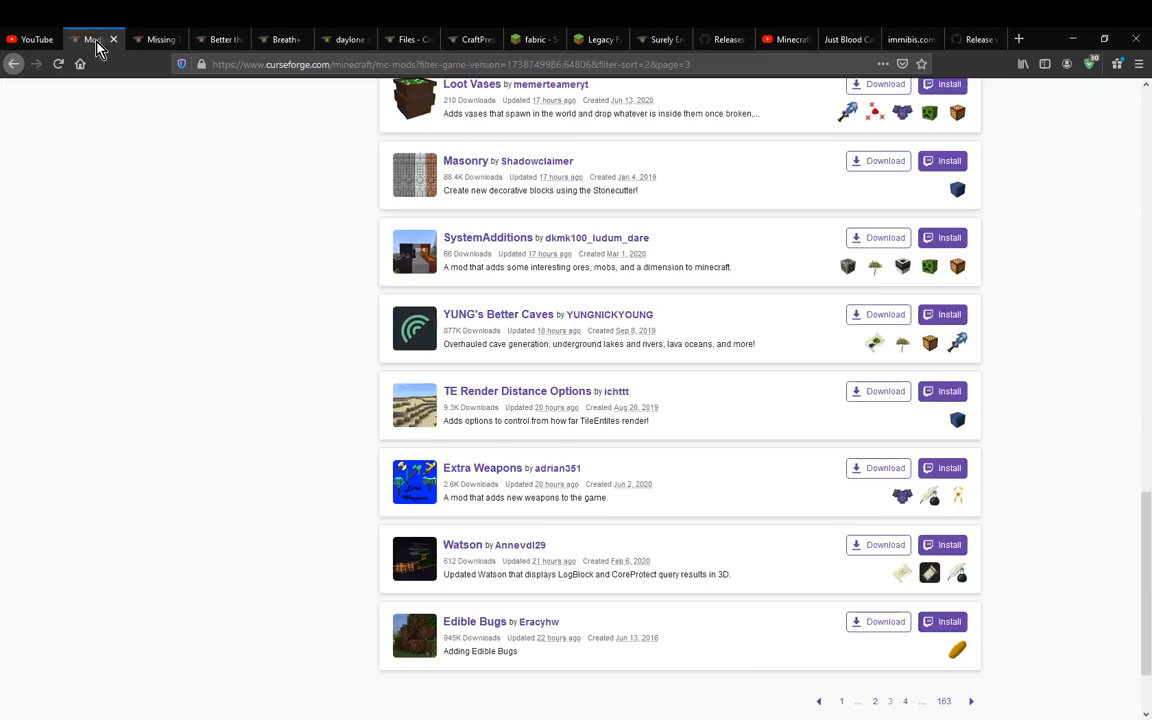 YouTube
Mods
Missing T
Better th
Breath+
daylone
Files - Cra
CraftPres
fabric - S
Legacy Fa
Surely En
Releases
Minecraf
Just Blood Ca
immibis.com
Release v
https://www.curseforge.com/minecraft/mc-mods?filter-game-version=1738749986:64806&filter-sort=2&page=3
30
Loot Vases by memerteameryt
Download
Install
210 Downloads Updated 17 hours ago Created Jun 13, 2020
Adds vases that spawn in the world and drop whatever is inside them once broken,...
Masonry by Shadowclaimer
Download
Install
88.4K Downloads Updated 17 hours ago Created Jan 4, 2019
Create new decorative blocks using the Stonecutter!
SystemAdditions by dkmk100_ludum_dare
Download
Install
66 Downloads Updated 17 hours ago Created Mar 1, 2020
A mod that adds some interesting ores, mobs, and a dimension to minecraft.
YUNG's Better Caves by YUNGNICKYOUNG
Download
Install
877K Downloads Updated 18 hours ago Created Sep 8, 2019
Overhauled cave generation, underground lakes and rivers, lava oceans, and more!
TE Render Distance Options by ichttt
Download
Install
9.3K Downloads Updated 20 hours ago Created Aug 20, 2019
Adds options to control from how far TileEntites render!
Extra Weapons by adrian351
Download
Install
2.6K Downloads Updated 20 hours ago Created Jun 2, 2020
A mod that adds new weapons to the game.
Watson by Annevdl29
Download
Install
612 Downloads Updated 21 hours ago Created Feb 6, 2020
Updated Watson that displays LogBlock and CoreProtect query results in 3D.
Edible Bugs by Eracyhw
Download
Install
945K Downloads Updated 22 hours ago Created Jun 13, 2016
Adding Edible Bugs
1 ... 2 3 4 ... 163